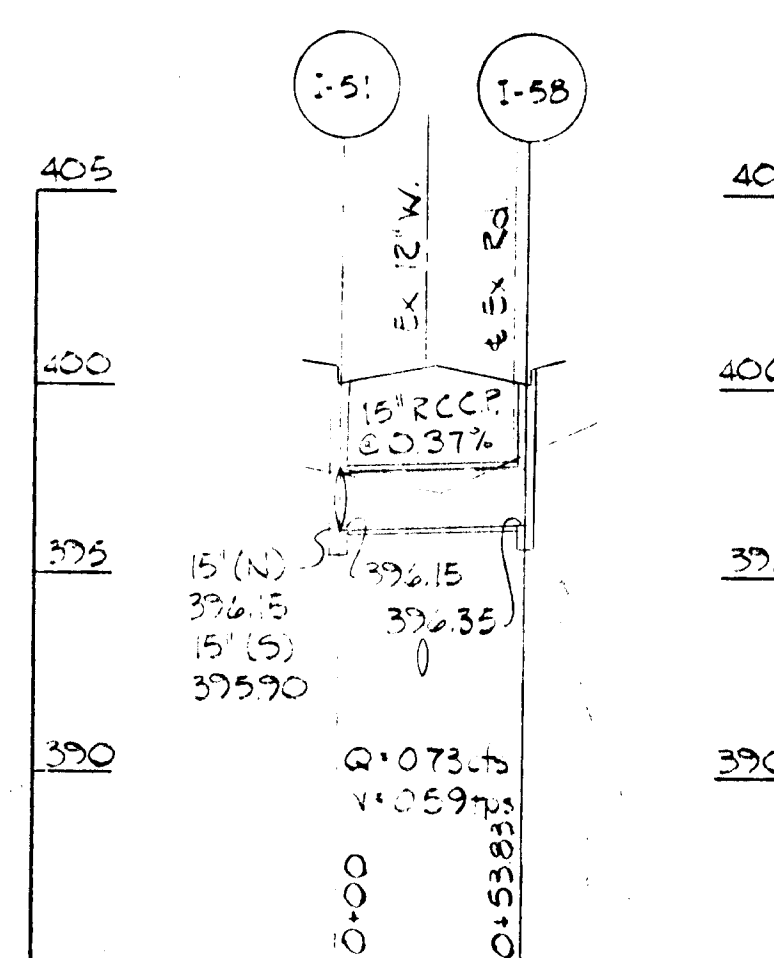 I-51
I-58
405
40
Ex 12" W.
℄ Ex Rd
400
400
15" R.C.C.P.
@ 0.37%
395
39
15" (N)
396.15
15" (S)
395.90
396.15
396.35
390
390
Q = 0.73 cfs
V = 0.59 fps
0+00
0+53.83